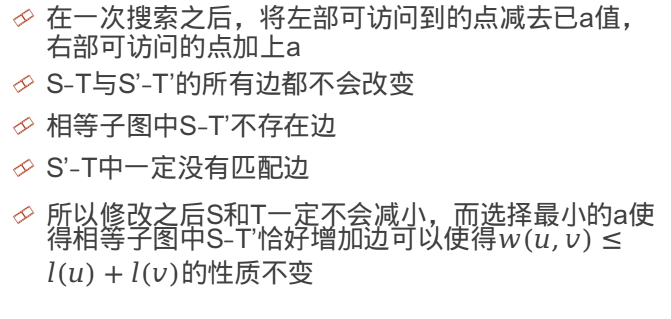 在一次搜索之后，将左部可访问到的点减去已a值，
右部可访问的点加上a
S-T与S’-T’的所有边都不会改变
相等子图中S-T’不存在边
S’-T中一定没有匹配边
所以修改之后S和T一定不会减小，而选择最小的a使
得相等子图中S-T’恰好增加边可以使得w(u, v) ≤
l(u) + l(v)的性质不变